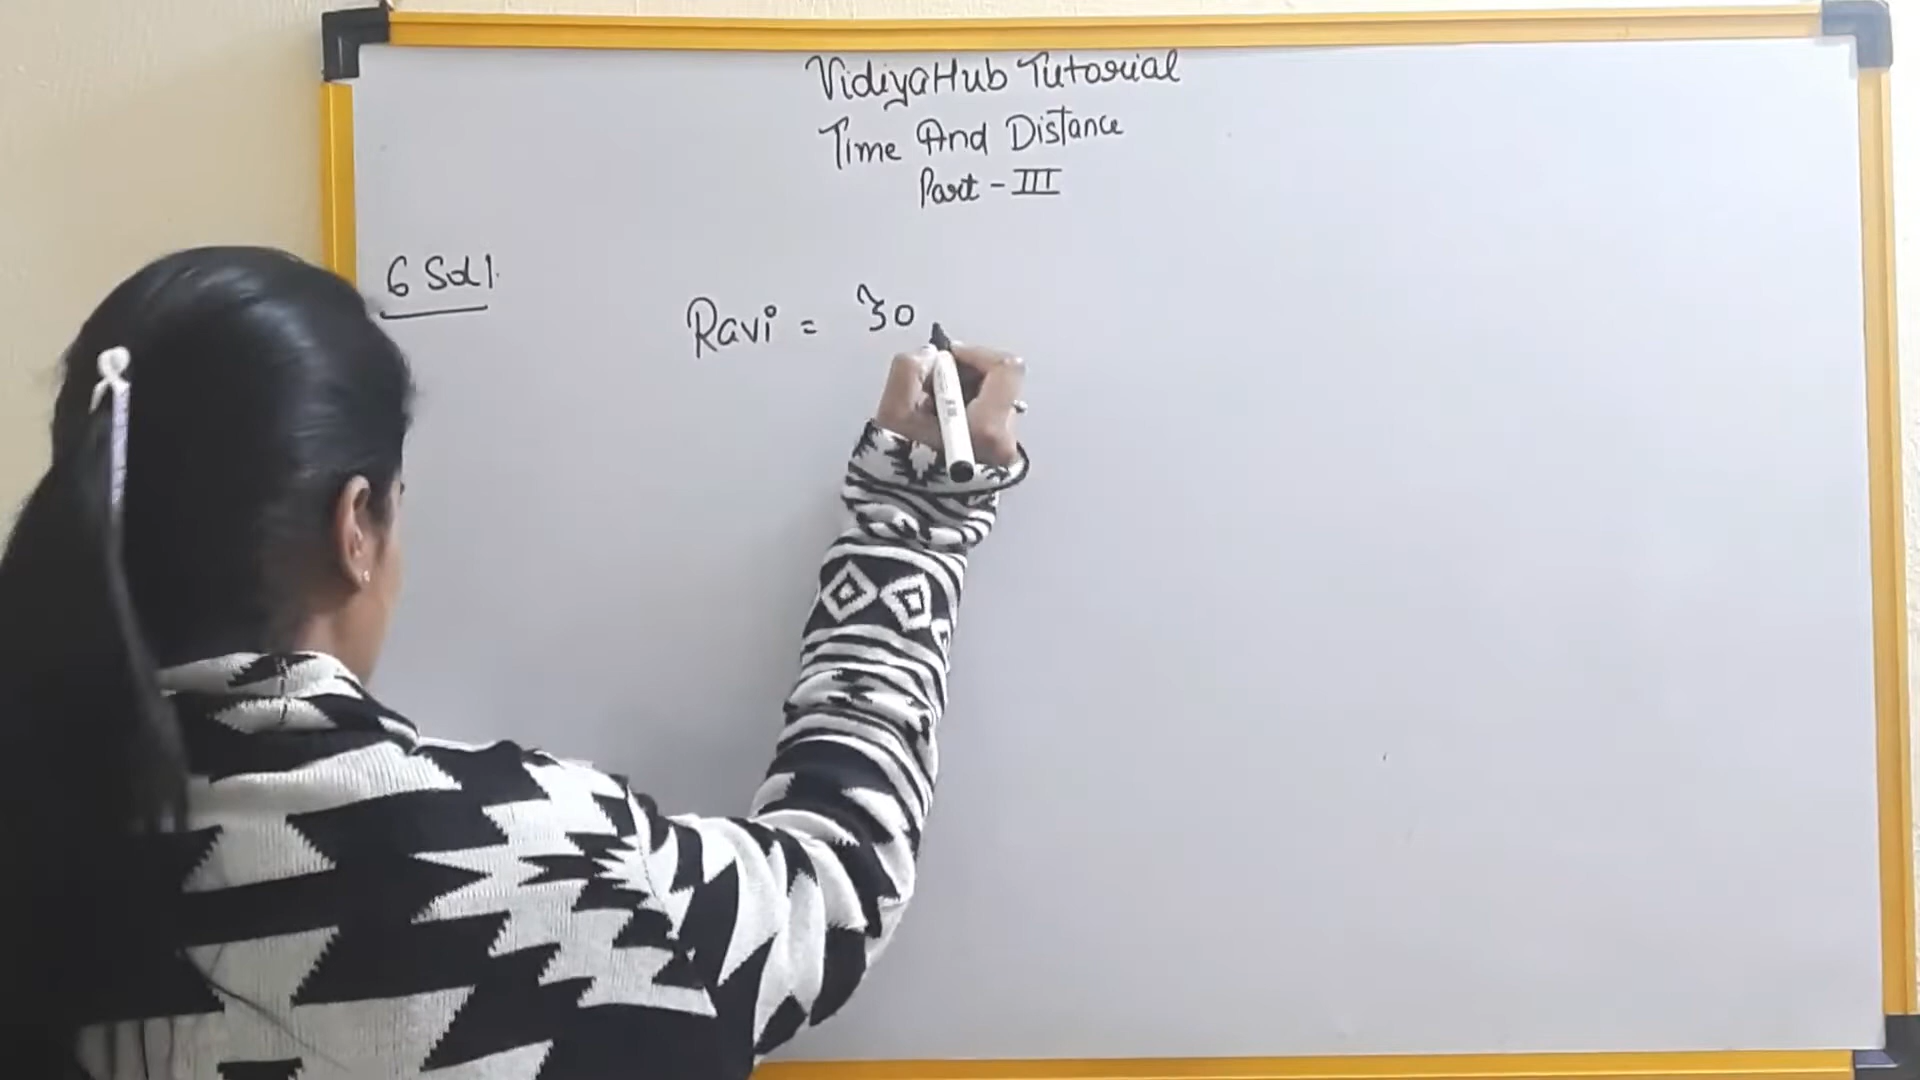 VidiyaHub Tutorial
Time And Distance
Part - III
6 Sol.
Ravi = 30